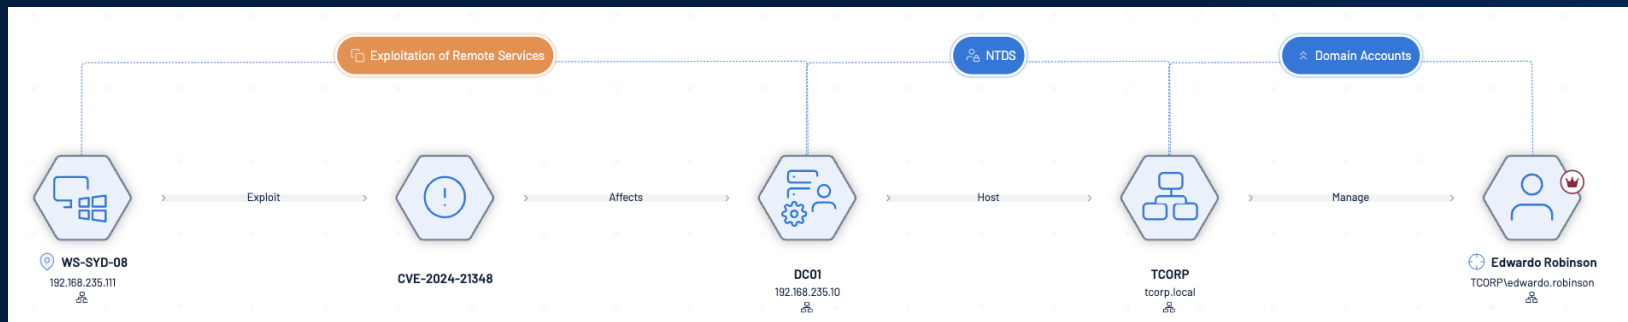 Exploitation of Remote Services
NTDS
Domain Accounts
Exploit
Affects
Host
Manage
WS-SYD-08
192.168.235.111
CVE-2024-21348
DC01
192.168.235.10
TCORP
tcorp.local
Edwardo Robinson
TCORP\edwardo.robinson